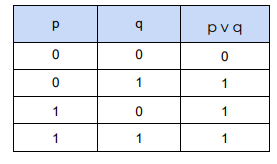 p q p ∨ q
0 0 0
0 1 1
1 0 1
1 1 1